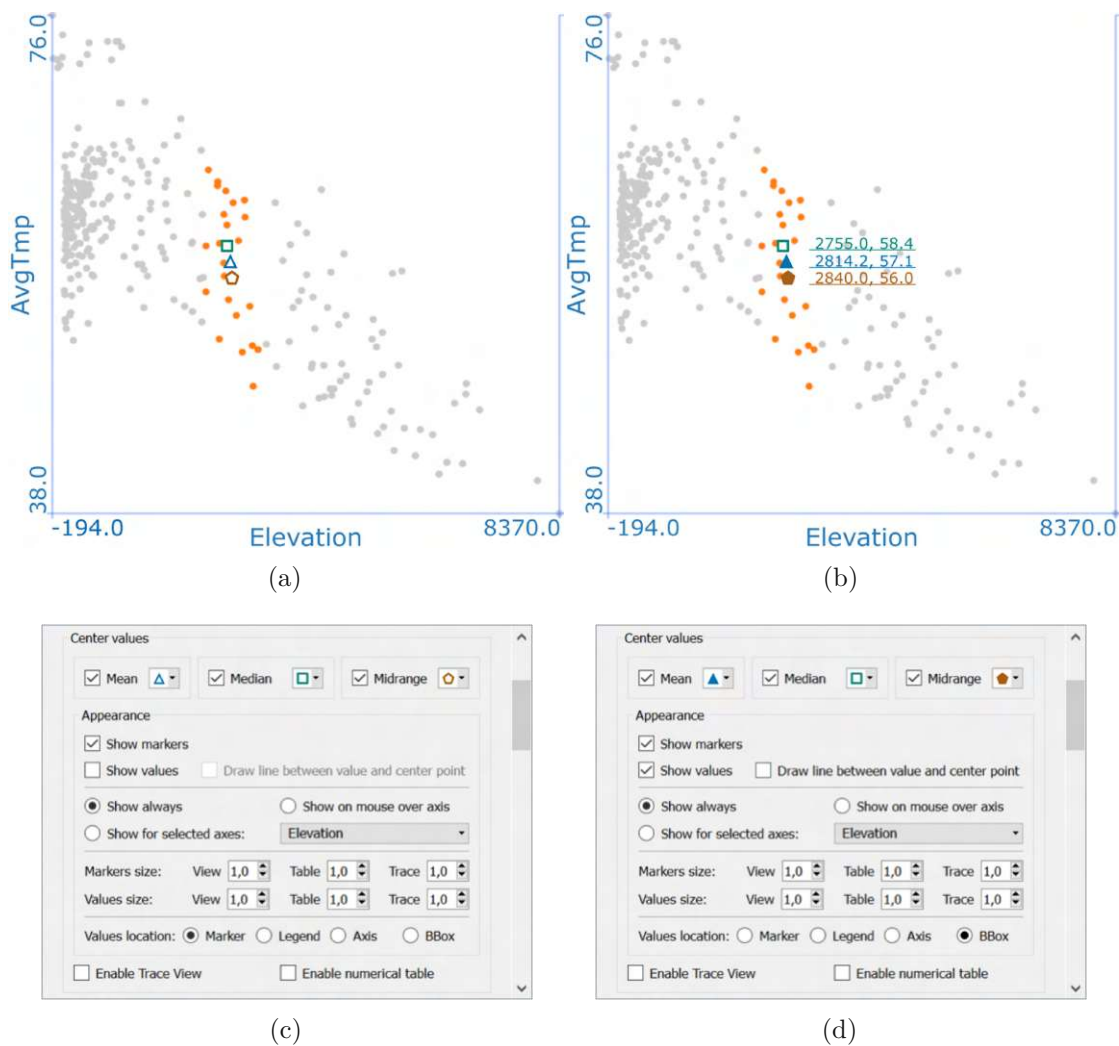 76.0
AvgTmp
38.0
-194.0
Elevation
8370.0
(a)
76.0
AvgTmp
38.0
2755.0, 58.4
2814.2, 57.1
2840.0, 56.0
-194.0
Elevation
8370.0
(b)
Center values
Mean
Median
Midrange
Appearance
Show markers
Show values Draw line between value and center point
Show always Show on mouse over axis
Show for selected axes: Elevation
Markers size: View 1,0 Table 1,0 Trace 1,0
Values size: View 1,0 Table 1,0 Trace 1,0
Values location: Marker Legend Axis BBox
Enable Trace View Enable numerical table
(c)
Center values
Mean
Median
Midrange
Appearance
Show markers
Show values Draw line between value and center point
Show always Show on mouse over axis
Show for selected axes: Elevation
Markers size: View 1,0 Table 1,0 Trace 1,0
Values size: View 1,0 Table 1,0 Trace 1,0
Values location: Marker Legend Axis BBox
Enable Trace View Enable numerical table
(d)